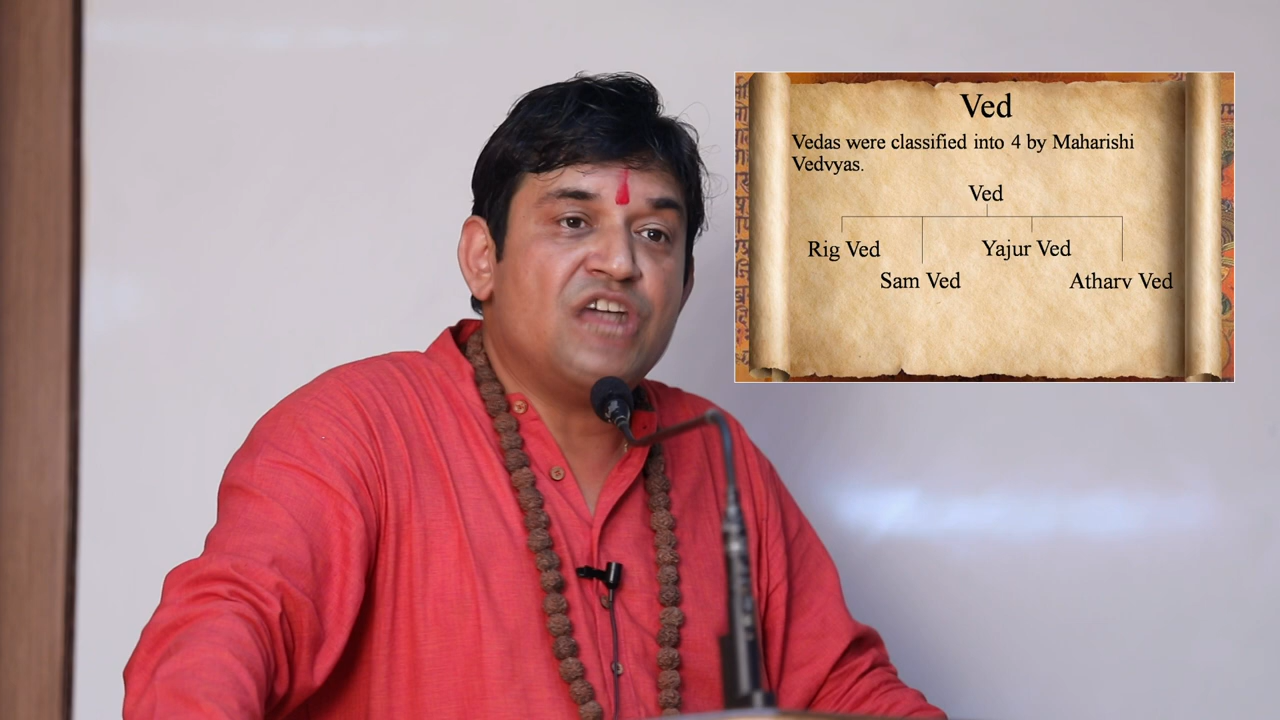 Ved
Vedas were classified into 4 by Maharishi
Vedvyas.
Ved
Rig Ved
Yajur Ved
Sam Ved
Atharv Ved